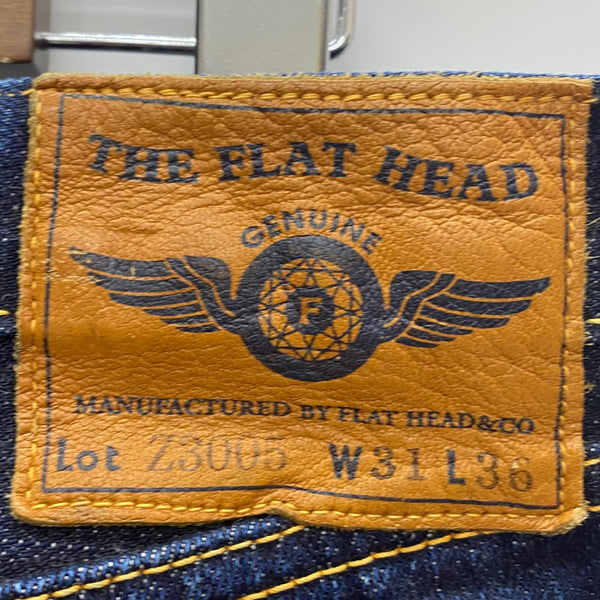 THE FLAT HEAD
GENUINE
F
MANUFACTURED BY FLAT HEAD&CO
Lot Z3005 W31 L36